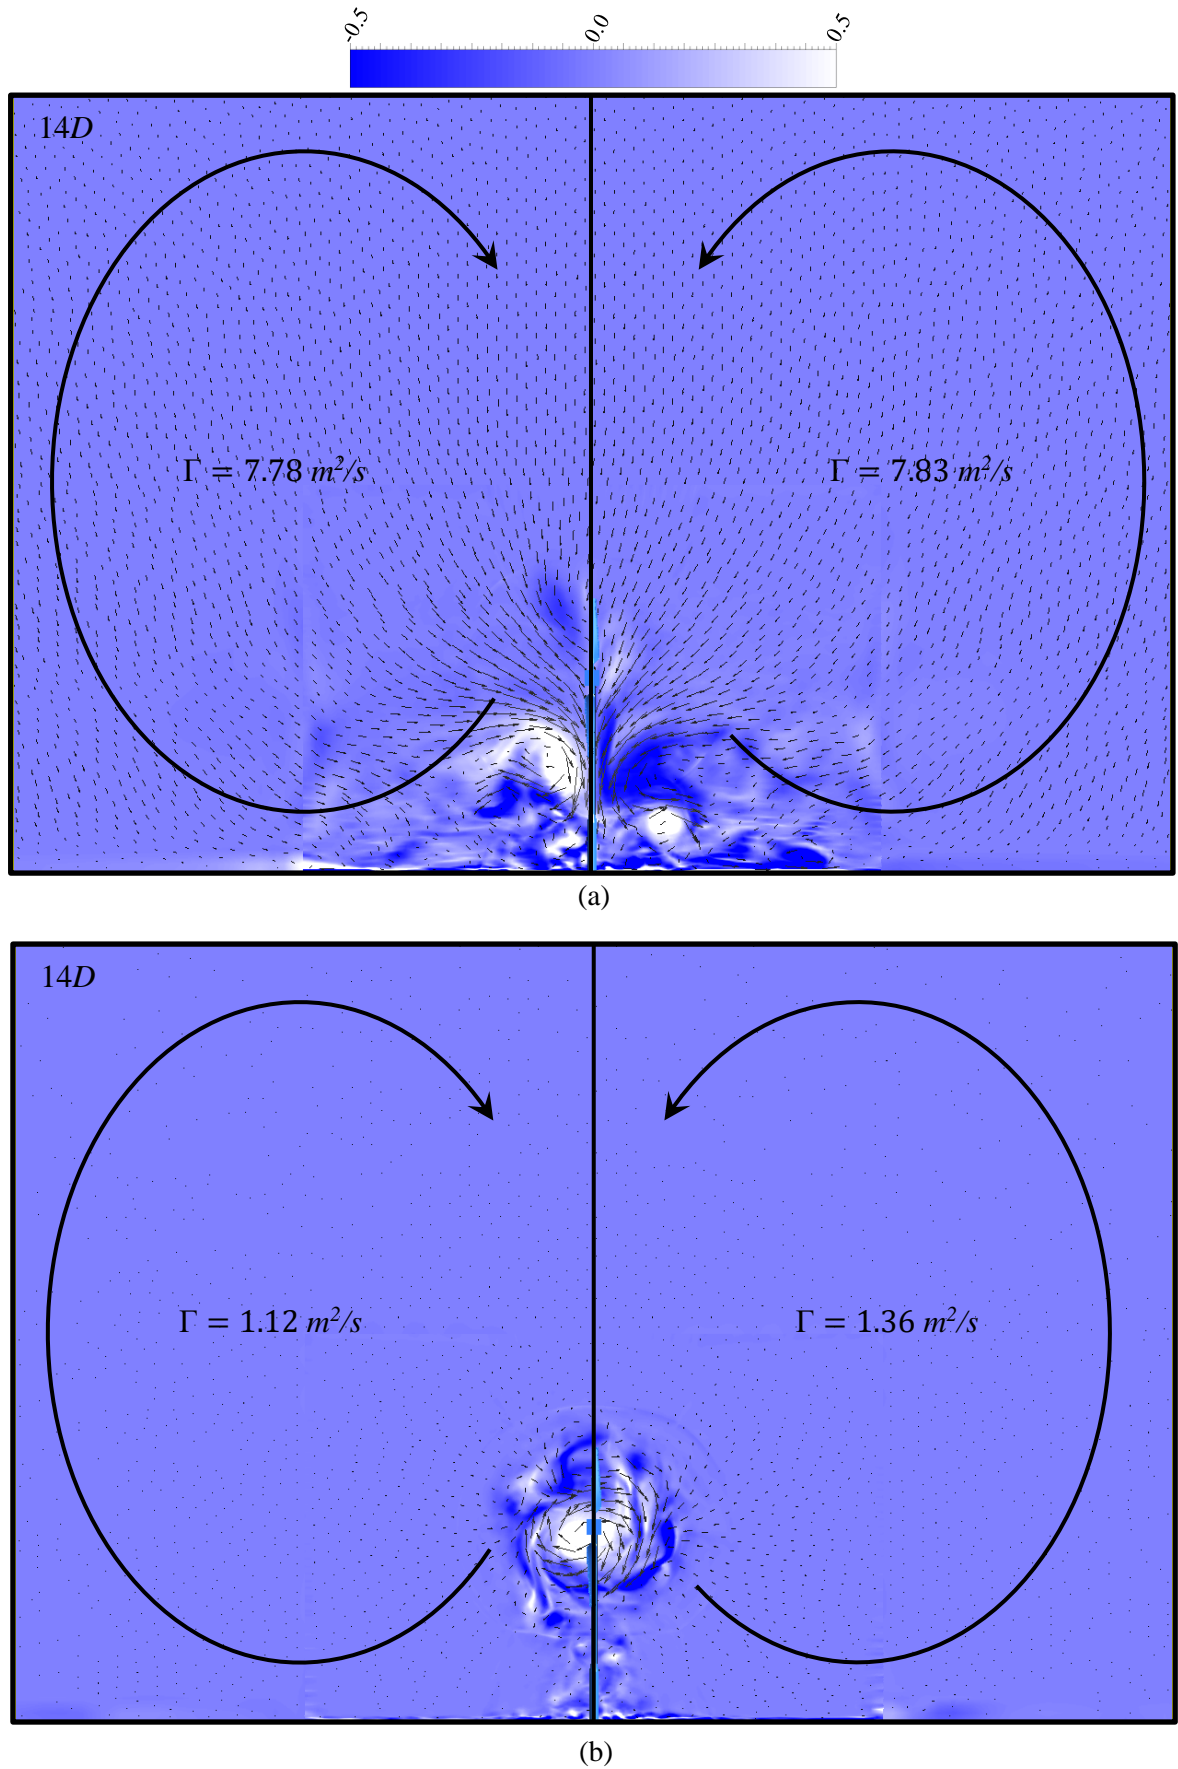 -0.5 0.0 0.5
14D
Γ = 7.78 m²/s Γ = 7.83 m²/s
(a)
14D
Γ = 1.12 m²/s Γ = 1.36 m²/s
(b)